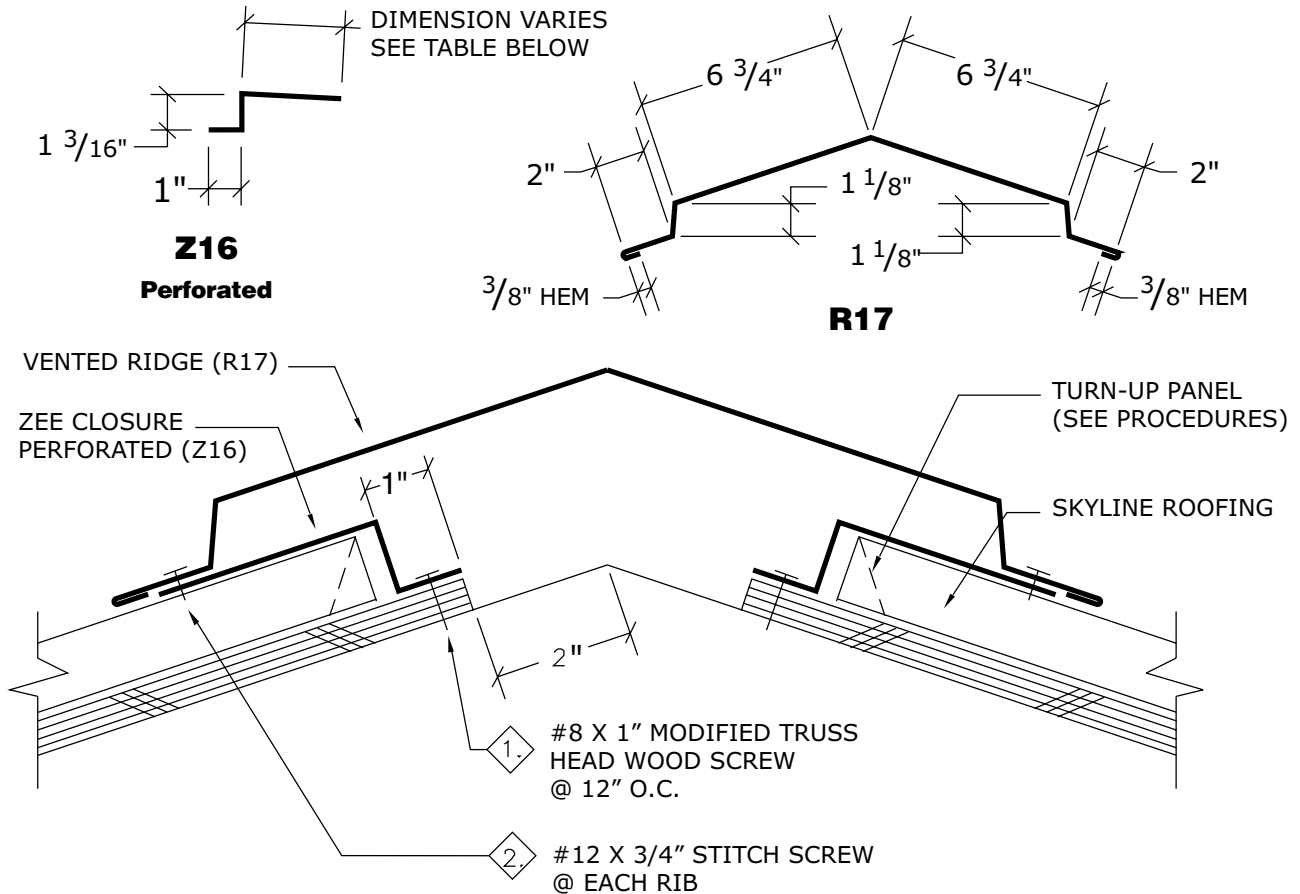 DIMENSION VARIES
SEE TABLE BELOW
1 3/16"
1"
Z16
Perforated
6 3/4"
6 3/4"
2"
2"
1 1/8"
1 1/8"
3/8" HEM
3/8" HEM
R17
VENTED RIDGE (R17)
ZEE CLOSURE
PERFORATED (Z16)
1"
TURN-UP PANEL
(SEE PROCEDURES)
SKYLINE ROOFING
2"
1.
#8 X 1” MODIFIED TRUSS
HEAD WOOD SCREW
@ 12” O.C.
2.
#12 X 3/4” STITCH SCREW
@ EACH RIB